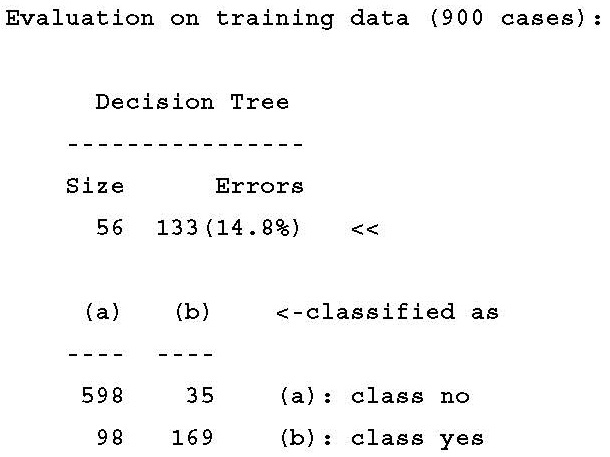 Evaluation on training data (900 cases):
Decision Tree
----------------
Size Errors
56 133(14.8%) <<
(a) (b) <-classified as
---- ----
598 35 (a): class no
98 169 (b): class yes